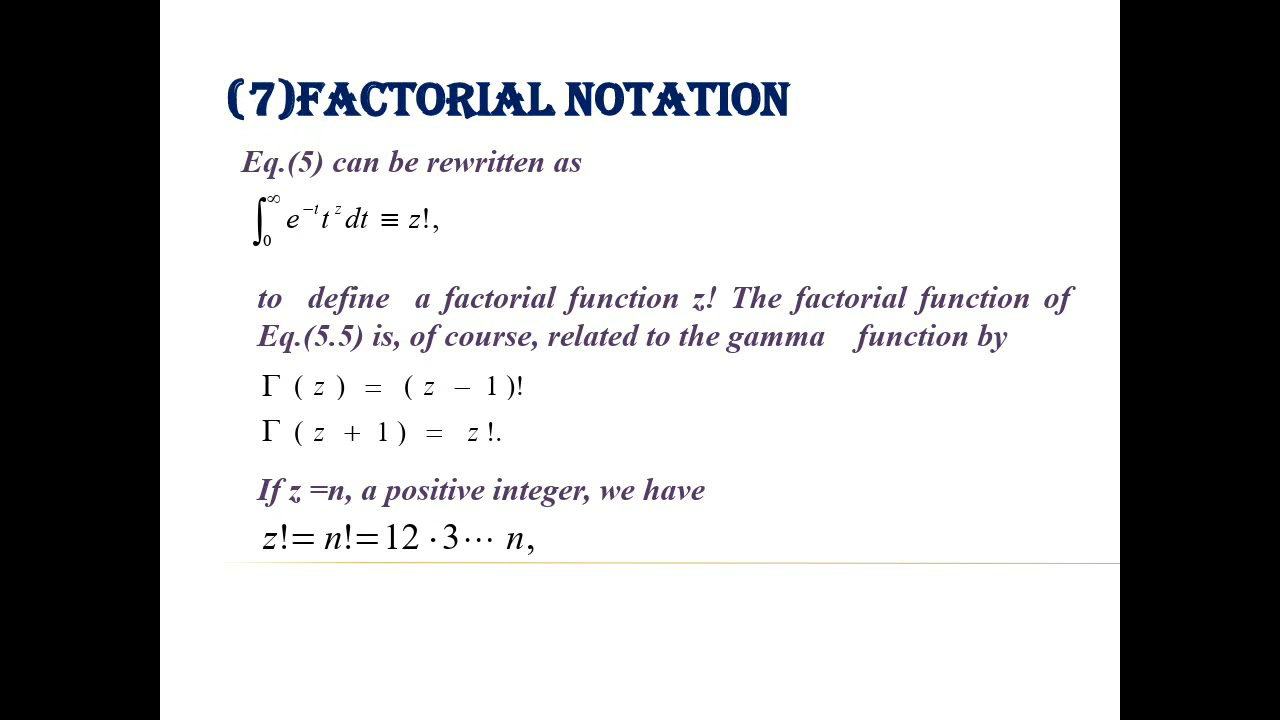 (7)FACTORIAL NOTATION
Eq.(5) can be rewritten as
∫₀^∞ e⁻ᵗ tᶻ dt ≡ z!,
to define a factorial function z! The factorial function of
Eq.(5.5) is, of course, related to the gamma function by
Γ ( z ) = ( z − 1 )!
Γ ( z + 1 ) = z !.
If z =n, a positive integer, we have
z!= n!=12 ·3··· n,